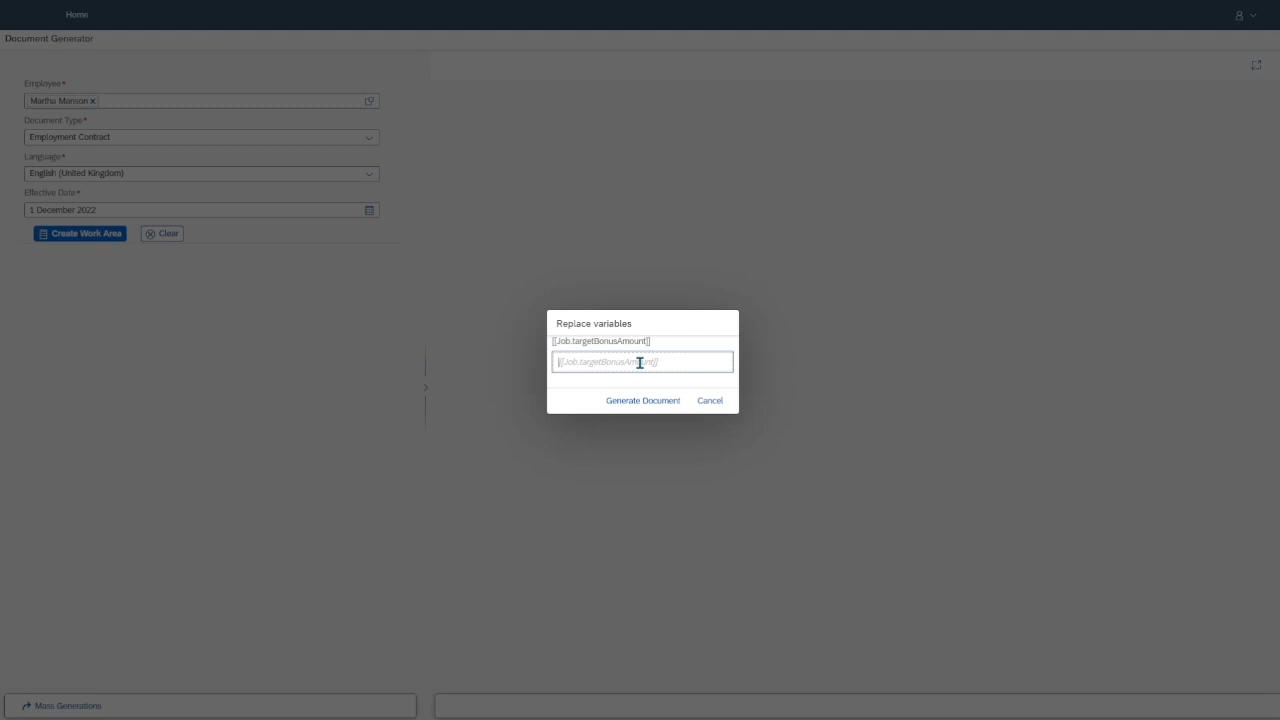 Home
Document Generator
Employee*
Martha Manson ×
Document Type*
Employment Contract
Language*
English (United Kingdom)
Effective Date*
1 December 2022
Create Work Area
Clear
Replace variables
[[Job.targetBonusAmount]]
[[Job.targetBonusAmount]]
Generate Document Cancel
Mass Generations